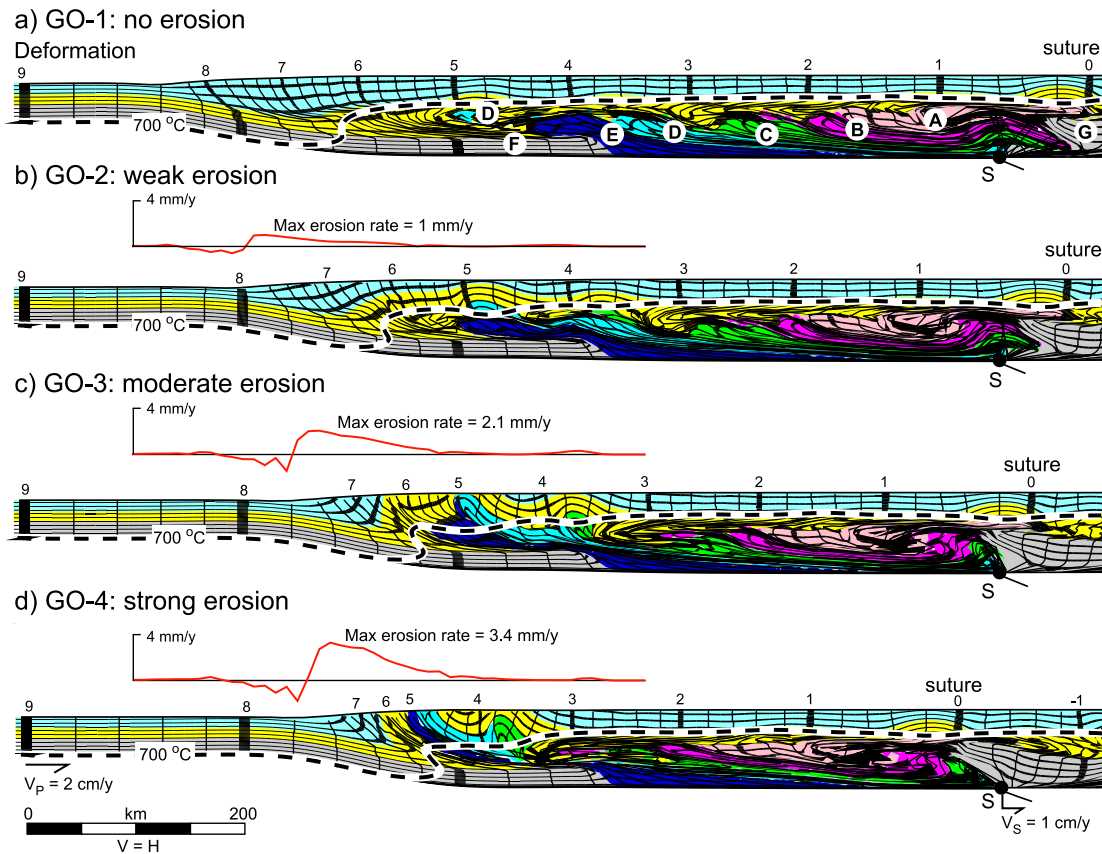 a) GO-1: no erosion
Deformation
suture
9 8 7 6 5 4 3 2 1 0
D F E D C B A G
700 °C
S
b) GO-2: weak erosion
4 mm/y
Max erosion rate = 1 mm/y
suture
9 8 7 6 5 4 3 2 1 0
700 °C
S
c) GO-3: moderate erosion
4 mm/y
Max erosion rate = 2.1 mm/y
suture
9 8 7 6 5 4 3 2 1 0
700 °C
S
d) GO-4: strong erosion
4 mm/y
Max erosion rate = 3.4 mm/y
suture
9 8 7 6 5 4 3 2 1 0 -1
700 °C
S
VP = 2 cm/y
VS = 1 cm/y
0 km 200
V = H